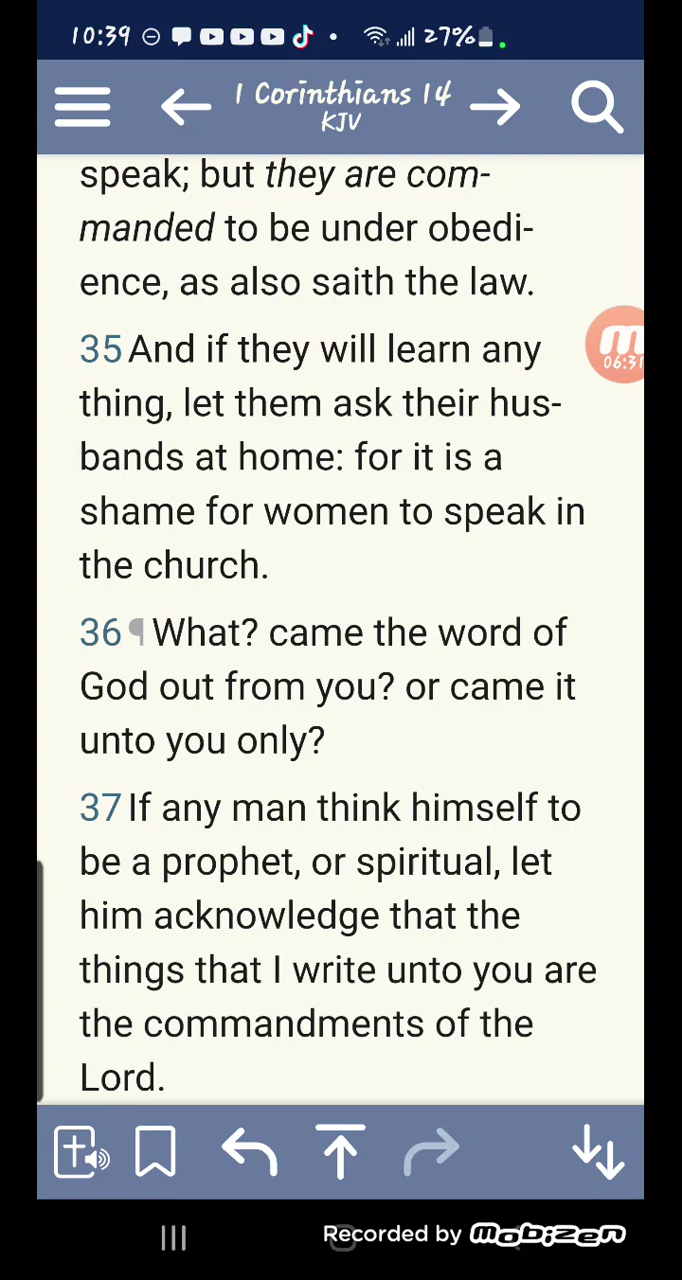 10:39 27%
1 Corinthians 14
KJV
speak; but they are com-
manded to be under obedi-
ence, as also saith the law.
35 And if they will learn any
thing, let them ask their hus-
bands at home: for it is a
shame for women to speak in
the church.
36 ¶ What? came the word of
God out from you? or came it
unto you only?
37 If any man think himself to
be a prophet, or spiritual, let
him acknowledge that the
things that I write unto you are
the commandments of the
Lord.
m
06:31
Recorded by mobizen